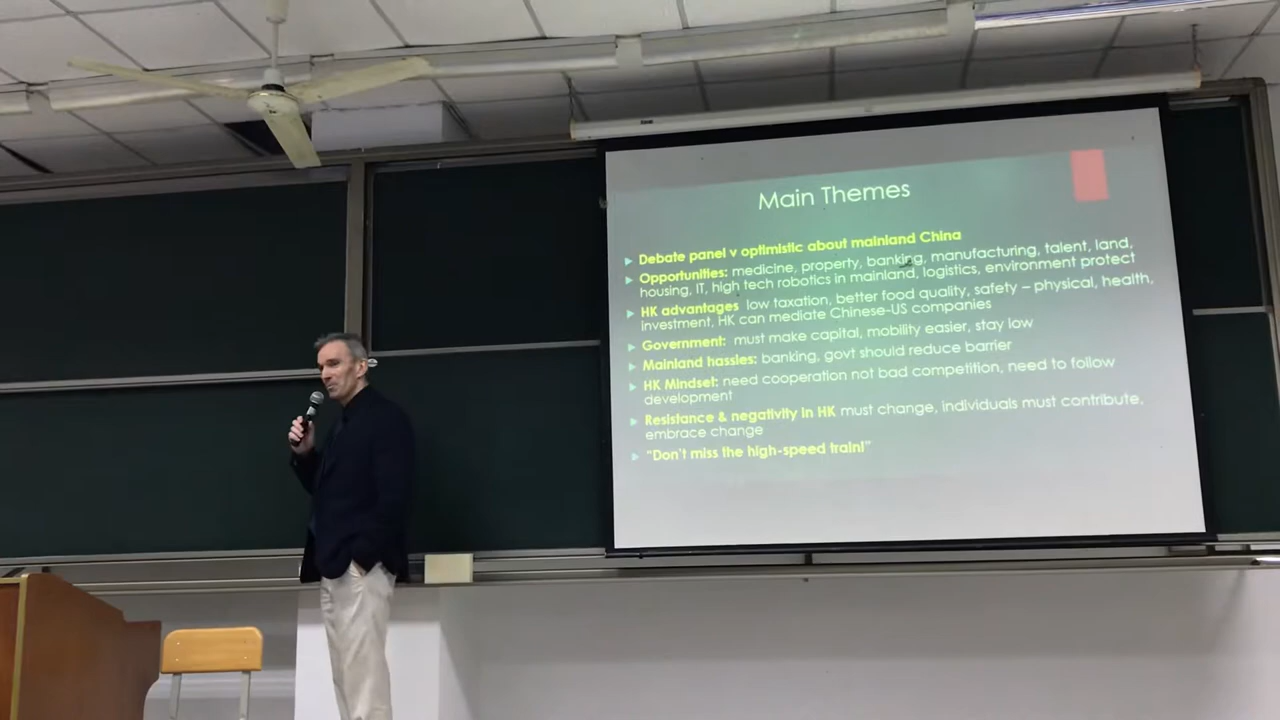 Main Themes
Debate panel v optimistic about mainland China
Opportunities: medicine, property, banking, manufacturing, talent, land,
housing, IT, high tech robotics in mainland, logistics, environment protect
HK advantages low taxation, better food quality, safety – physical, health,
investment, HK can mediate Chinese-US companies
Government: must make capital, mobility easier, stay low
Mainland hassles: banking, govt should reduce barrier
HK Mindset: need cooperation not bad competition, need to follow
development
Resistance & negativity in HK must change, individuals must contribute,
embrace change
“Don’t miss the high-speed train!”